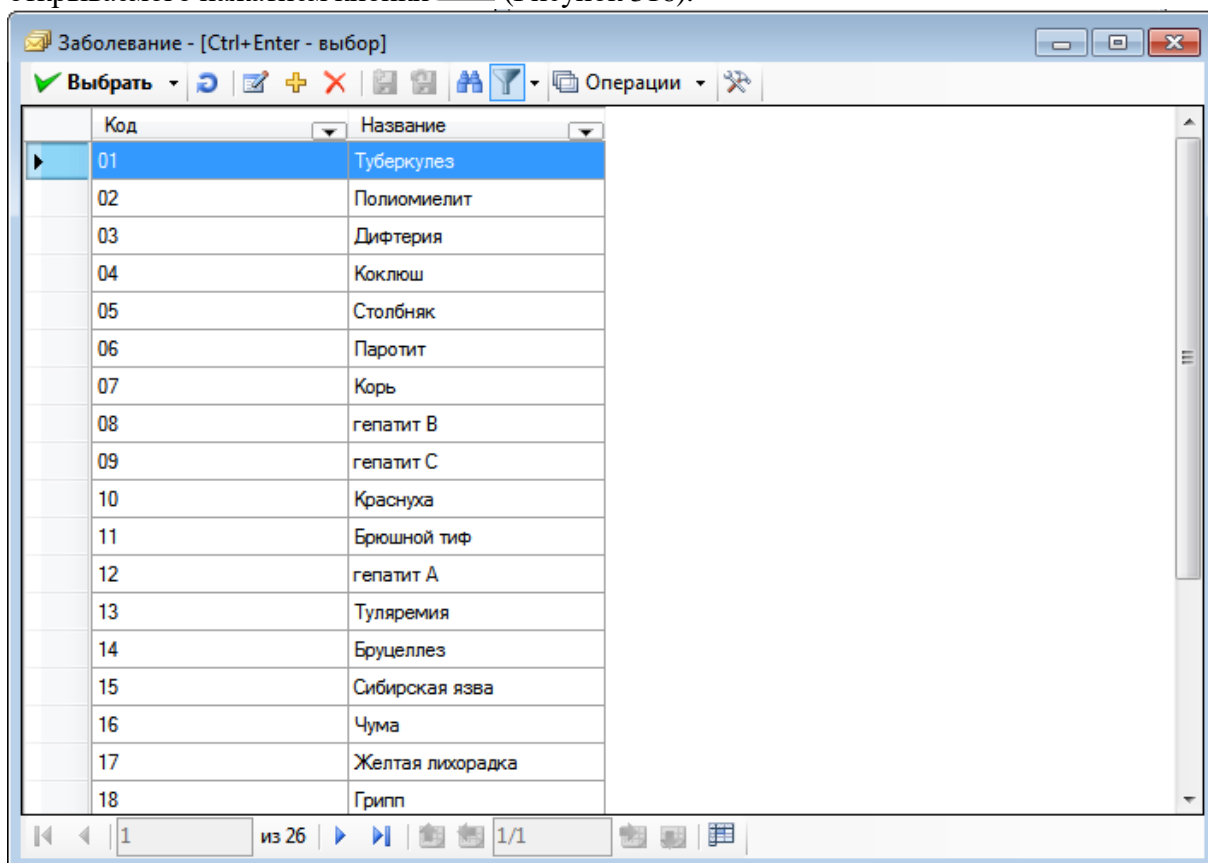 (Рисунок 316).
Заболевание - [Ctrl+Enter - выбор]
Выбрать Операции
Код Название
01 Туберкулез
02 Полиомиелит
03 Дифтерия
04 Коклюш
05 Столбняк
06 Паротит
07 Корь
08 гепатит В
09 гепатит С
10 Краснуха
11 Брюшной тиф
12 гепатит А
13 Туляремия
14 Бруцеллез
15 Сибирская язва
16 Чума
17 Желтая лихорадка
18 Грипп
1 из 26 1/1